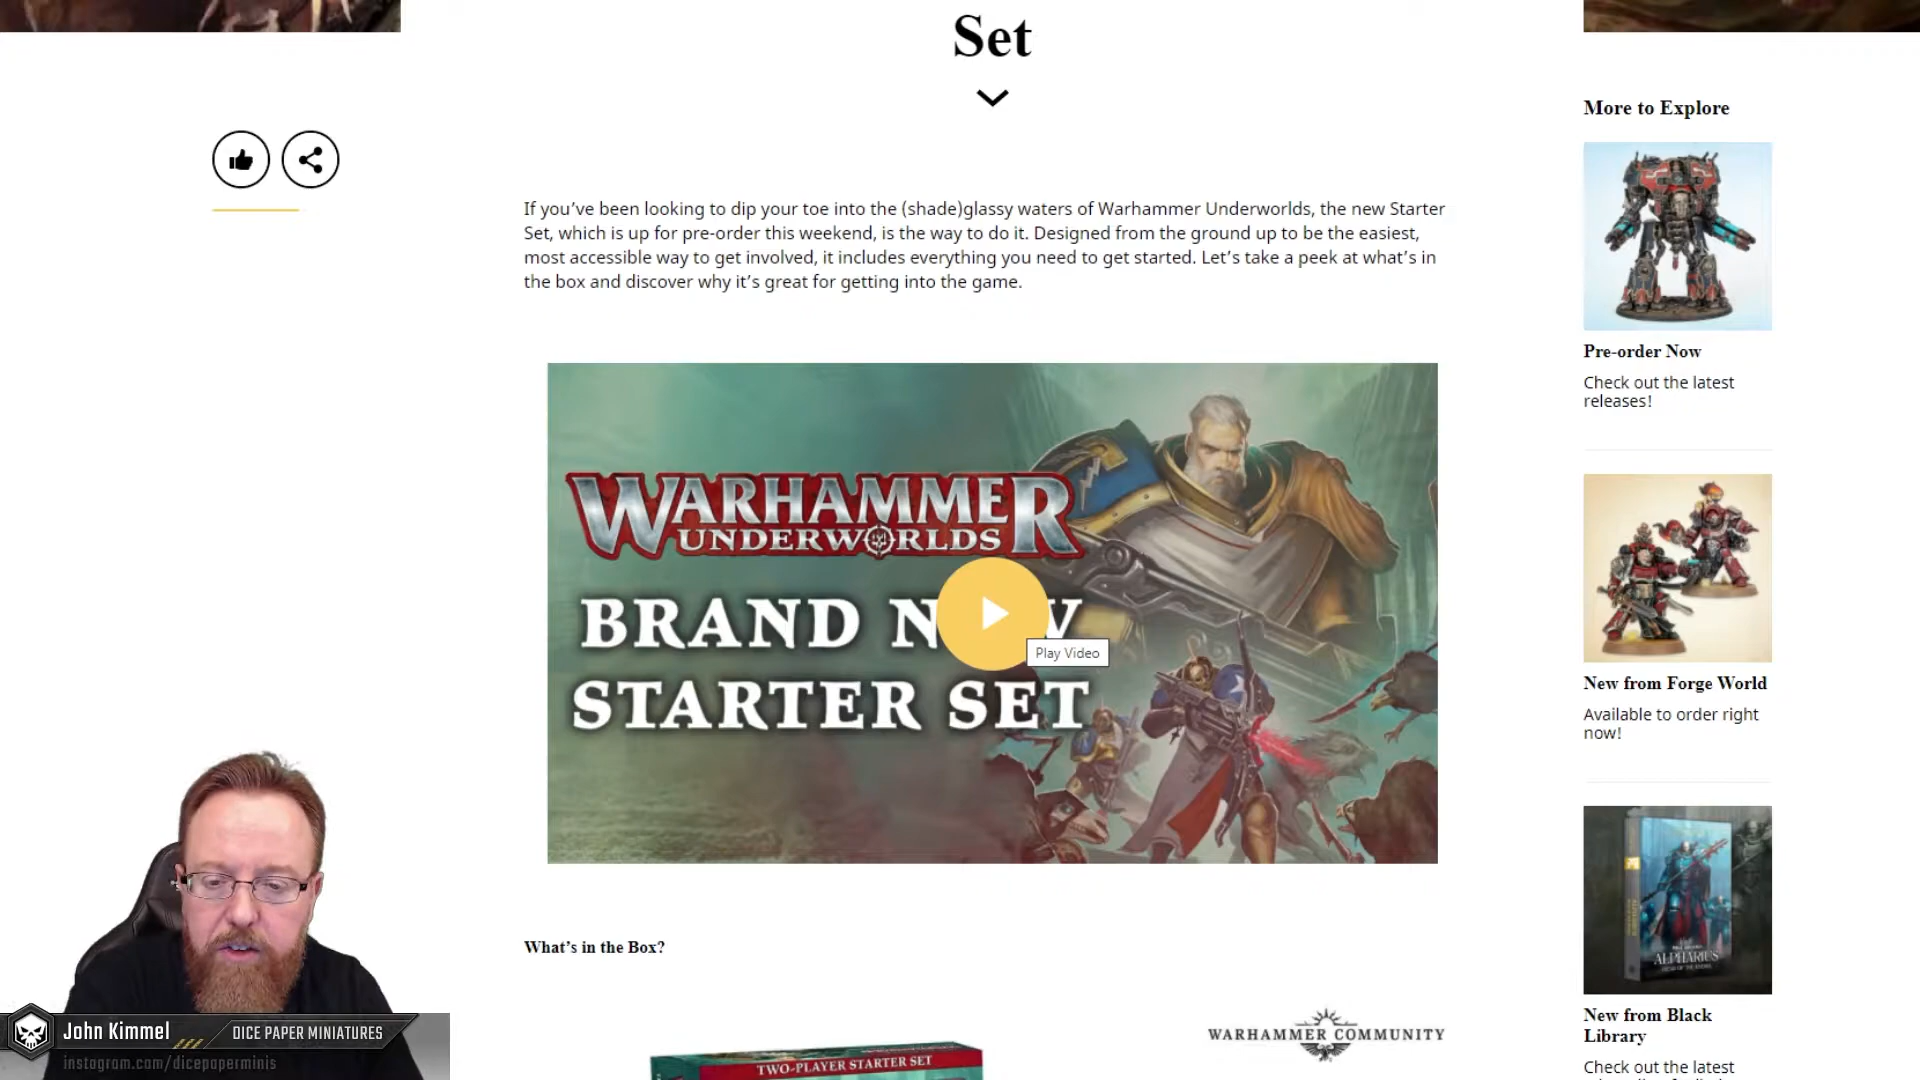 Set
If you’ve been looking to dip your toe into the (shade)glassy waters of Warhammer Underworlds, the new Starter
Set, which is up for pre-order this weekend, is the way to do it. Designed from the ground up to be the easiest,
most accessible way to get involved, it includes everything you need to get started. Let’s take a peek at what’s in
the box and discover why it’s great for getting into the game.
WARHAMMER
UNDERWORLDS
BRAND
STARTER SET
Play Video
What’s in the Box?
TWO-PLAYER STARTER SET
WARHAMMER COMMUNITY
More to Explore
Pre-order Now
Check out the latest
releases!
New from Forge World
Available to order right
now!
ALPHARIUS
New from Black
Library
Check out the latest
John Kimmel
DICE PAPER MINIATURES
instagram.com/dicepaperminis